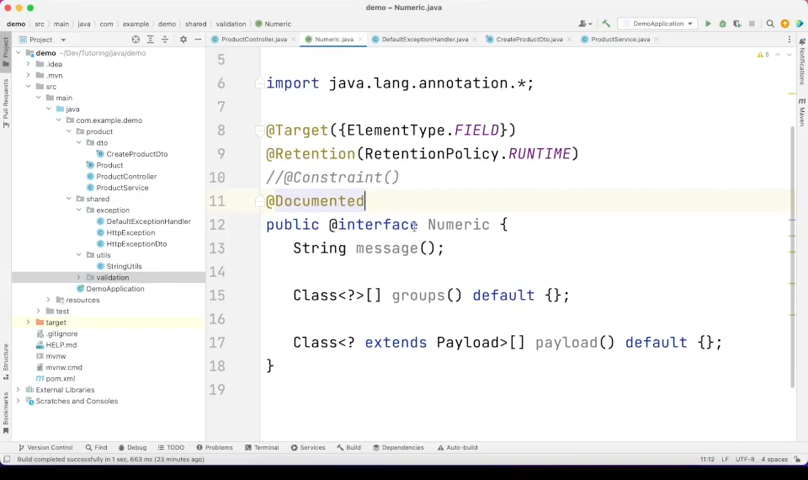 demo – Numeric.java
demo › src › main › java › com › example › demo › shared › validation › Numeric
DemoApplication
Project
ProductController.java
Numeric.java
DefaultExceptionHandler.java
CreateProductDto.java
ProductService.java
demo ~/Dev/Tutoring/java/demo
.idea
.mvn
src
main
java
com.example.demo
product
dto
CreateProductDto
Product
ProductController
ProductService
shared
exception
DefaultExceptionHandler
HttpException
HttpExceptionDto
utils
StringUtils
validation
DemoApplication
resources
test
target
.gitignore
HELP.md
mvnw
mvnw.cmd
pom.xml
External Libraries
Scratches and Consoles
5
6 import java.lang.annotation.*;
7
8 @Target({ElementType.FIELD})
9 @Retention(RetentionPolicy.RUNTIME)
10 //@Constraint()
11 @Documented
12 public @interface Numeric {
13 String message();
14
15 Class<?>[] groups() default {};
16
17 Class<? extends Payload>[] payload() default {};
18 }
19
Project
Pull Requests
Structure
Bookmarks
Notifications
Maven
Version Control
Find
Debug
TODO
Problems
Terminal
Services
Build
Dependencies
Auto-build
Build completed successfully in 1 sec, 663 ms (23 minutes ago)
11:12 LF UTF-8 4 spaces